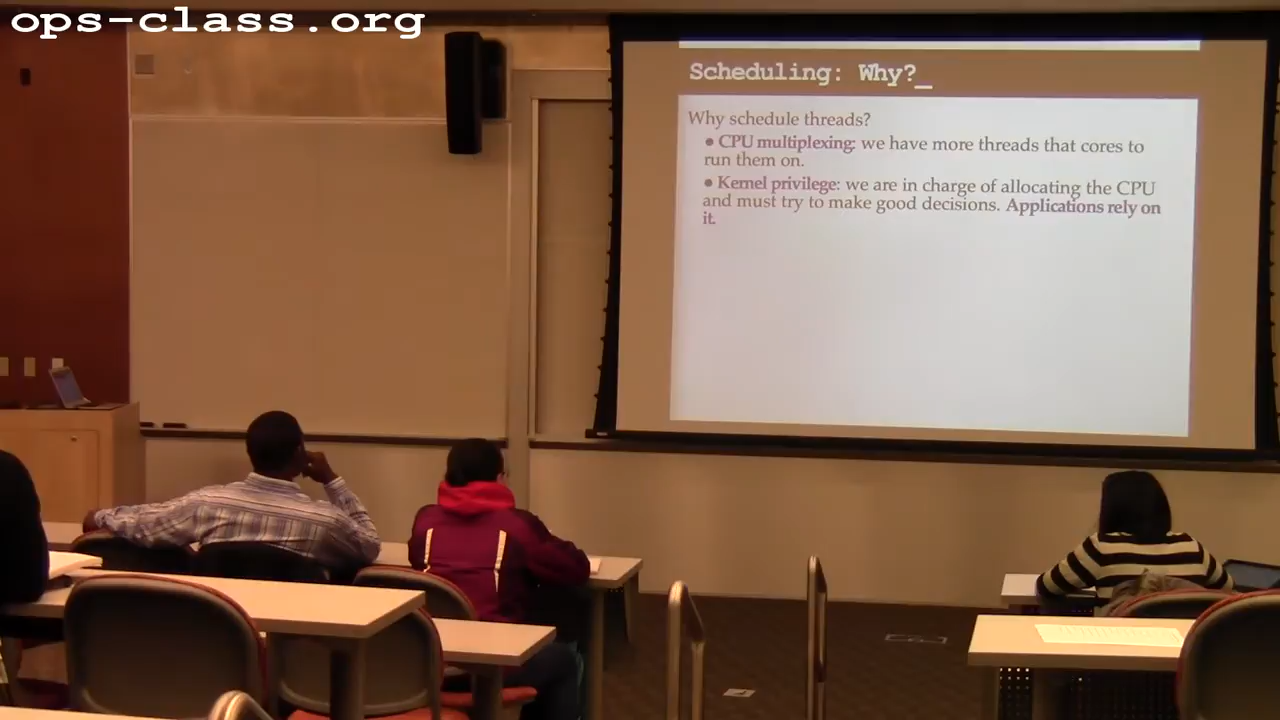 ops-class.org
Scheduling: Why?_
Why schedule threads?
• CPU multiplexing: we have more threads that cores to
run them on.
• Kernel privilege: we are in charge of allocating the CPU
and must try to make good decisions. Applications rely on
it.